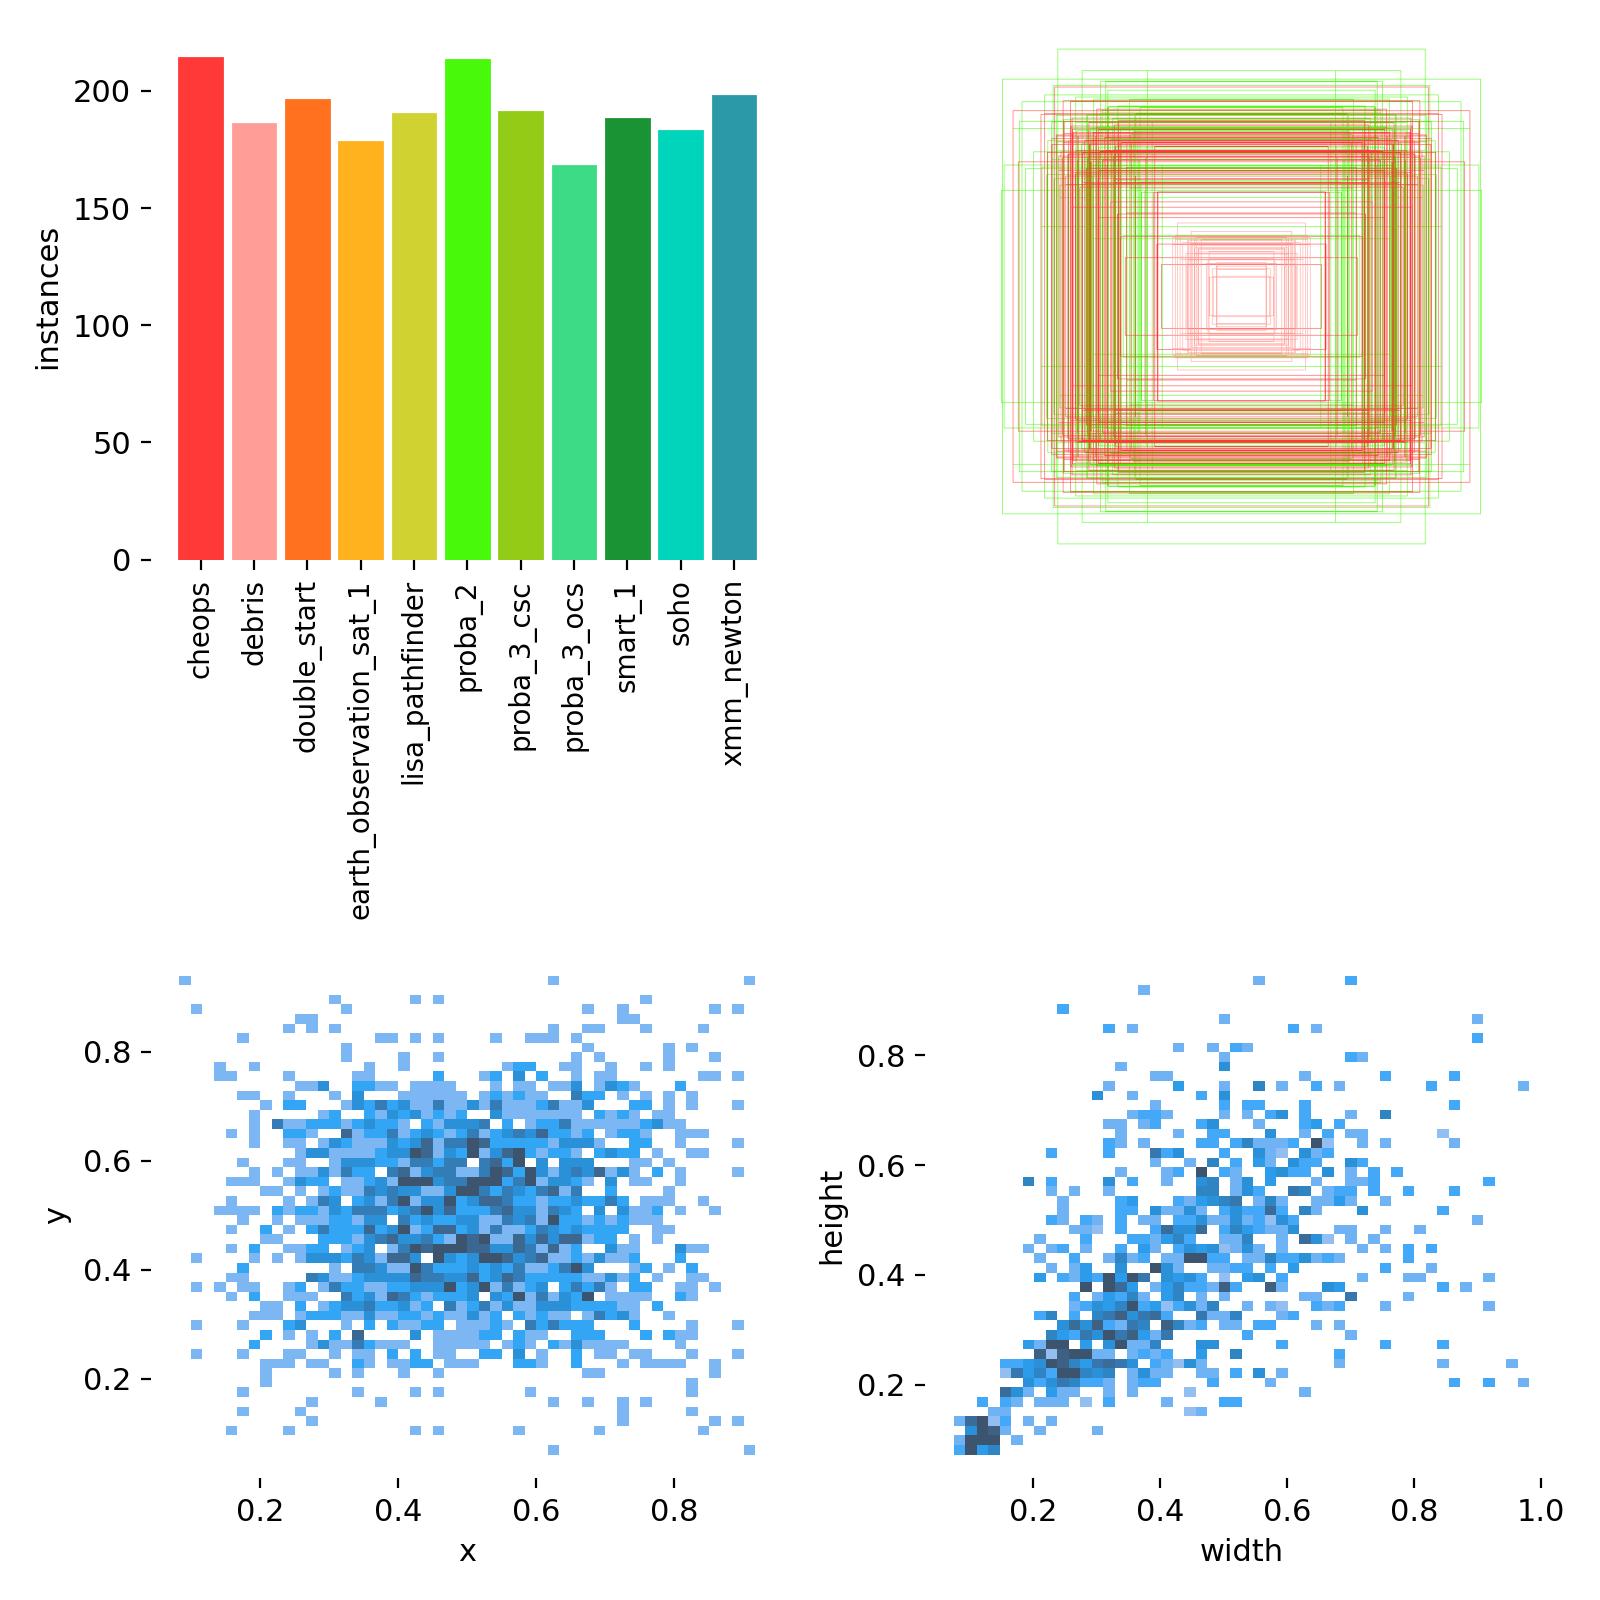 instances
200
150
100
50
0
cheops
debris
double_start
earth_observation_sat_1
lisa_pathfinder
proba_2
proba_3_csc
proba_3_ocs
smart_1
soho
xmm_newton
y
0.8
0.6
0.4
0.2
0.2 0.4 0.6 0.8
x
height
0.8
0.6
0.4
0.2
0.2 0.4 0.6 0.8 1.0
width